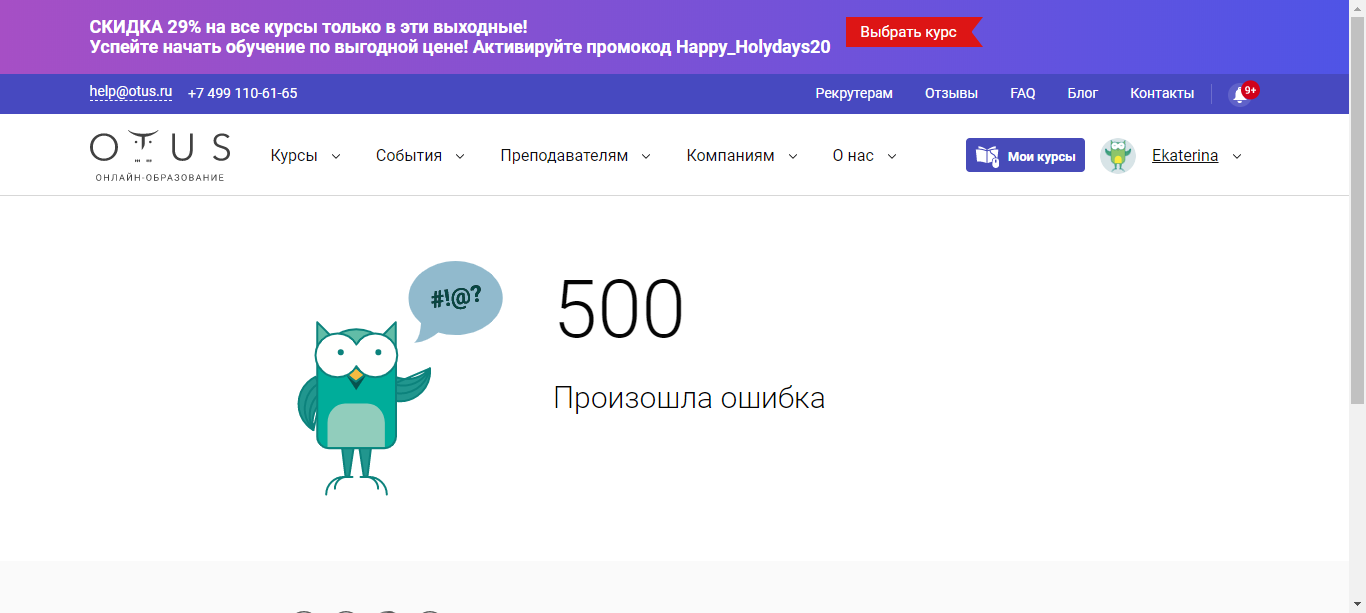 СКИДКА 29% на все курсы только в эти выходные!
Успейте начать обучение по выгодной цене! Активируйте промокод Happy_Holydays20
Выбрать курс
help@otus.ru +7 499 110-61-65
Рекрутерам Отзывы FAQ Блог Контакты 9+
OTUS
ОНЛАЙН-ОБРАЗОВАНИЕ
Курсы События Преподавателям Компаниям О нас
Мои курсы Ekaterina
#!@?
500
Произошла ошибка